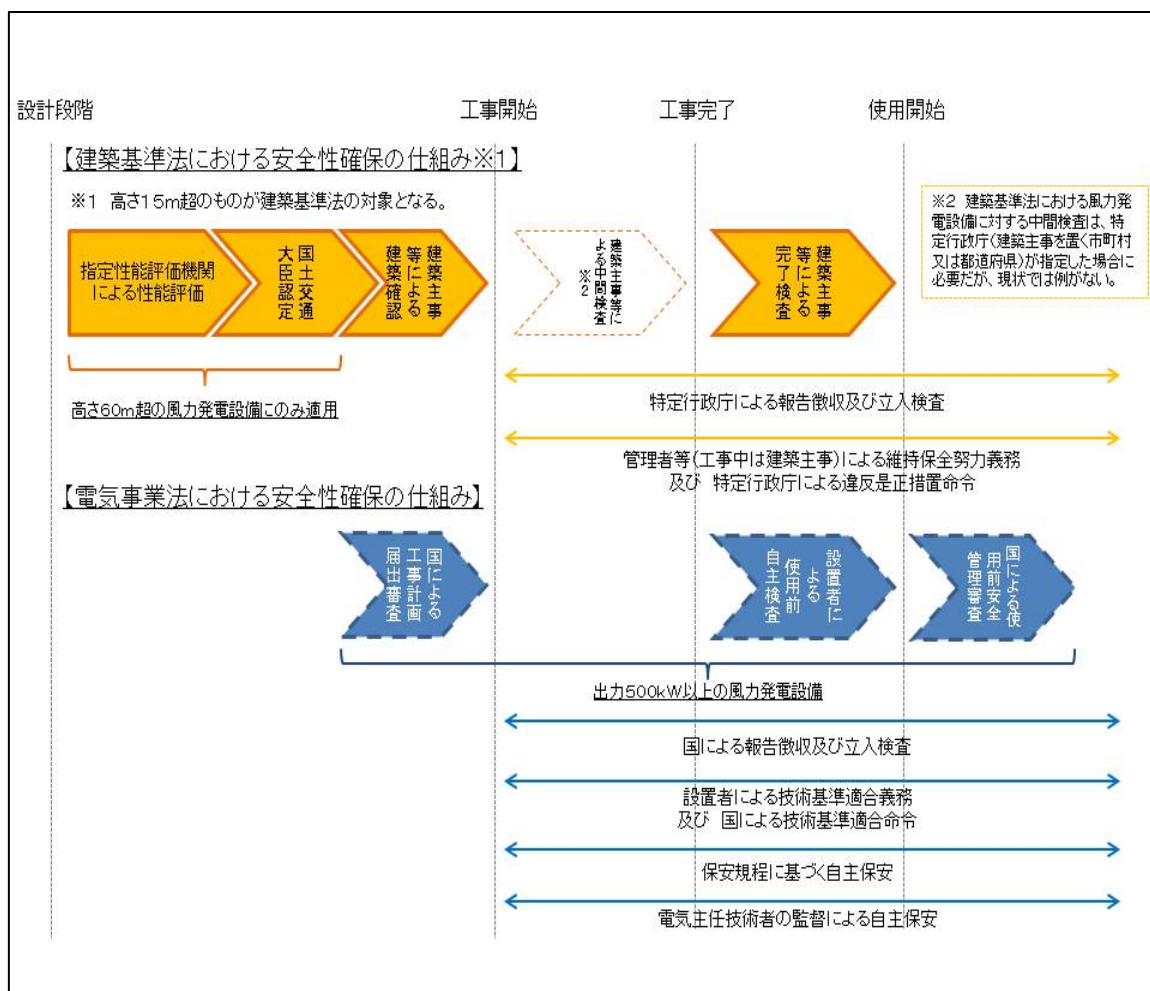 設計段階
工事開始
工事完了
使用開始
【建築基準法における安全性確保の仕組み※1】
※1 高さ15m超のものが建築基準法の対象となる。
指定性能評価機関
による性能評価
国土交通
大臣認定
建築主事
等による
建築確認
建築主事等に
よる中間検査
※2
建築主事
等による
完了検査
※2 建築基準法における風力発
電設備に対する中間検査は、特
定行政庁(建築主事を置く市町村
又は都道府県)が指定した場合に
必要だが、現状では例がない。
高さ60m超の風力発電設備にのみ適用
特定行政庁による報告徴収及び立入検査
管理者等(工事中は建築主事)による維持保全努力義務
及び 特定行政庁による違反是正措置命令
【電気事業法における安全性確保の仕組み】
国による
工事計画
届出審査
設置者に
よる
使用前
自主検査
国による使
用前安全
管理審査
出力500kW以上の風力発電設備
国による報告徴収及び立入検査
設置者による技術基準適合義務
及び 国による技術基準適合命令
保安規程に基づく自主保安
電気主任技術者の監督による自主保安